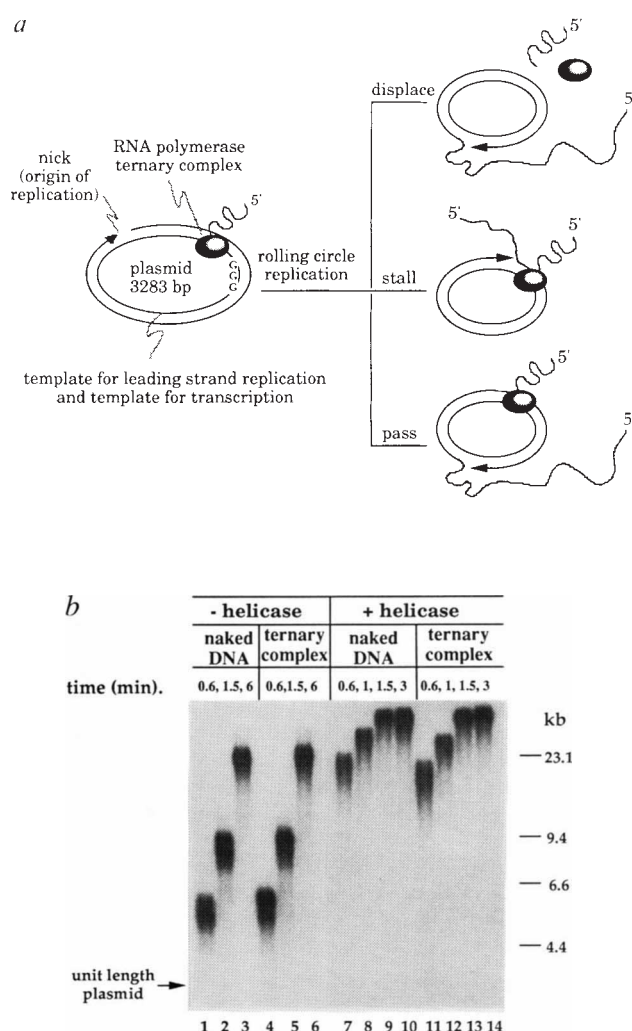 a
nick
(origin of
replication)
RNA polymerase
ternary complex
5′
G
G
G
plasmid
3283 bp
template for leading strand replication
and template for transcription
rolling circle
replication
displace
5′
5
stall
5′
5′
pass
5′
5
b
- helicase
+ helicase
naked
DNA
ternary
complex
naked
DNA
ternary
complex
time (min).
0.6, 1.5, 6
0.6,1.5, 6
0.6, 1, 1.5, 3
0.6, 1, 1.5, 3
kb
23.1
9.4
6.6
4.4
unit length
plasmid
1 2 3 4 5 6 7 8 9 10 11 12 13 14